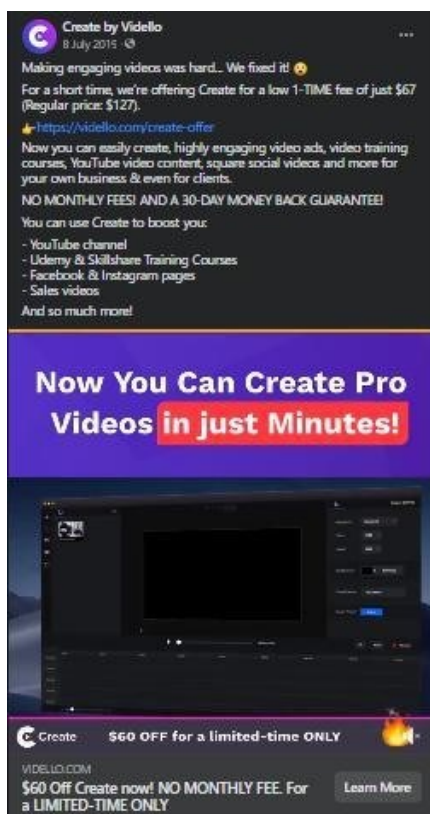 Create by Vidello
8 July 2015
Making engaging videos was hard... We fixed it! 😧
For a short time, we're offering Create for a low 1-TIME fee of just $67
(Regular price: $127).
👉https://vidello.com/create-offer
Now you can easily create, highly engaging video ads, video training
courses, YouTube video content, square social videos and more for
your own business & even for clients.
NO MONTHLY FEES! AND A 30-DAY MONEY BACK GUARANTEE!
You can use Create to boost you:
- YouTube channel
- Udemy & Skillshare Training Courses
- Facebook & Instagram pages
- Sales videos
And so much more!
Now You Can Create Pro
Videos in just Minutes!
Create $60 OFF for a limited-time ONLY
VIDELLO.COM
$60 Off Create now! NO MONTHLY FEE. For
a LIMITED-TIME ONLY
Learn More